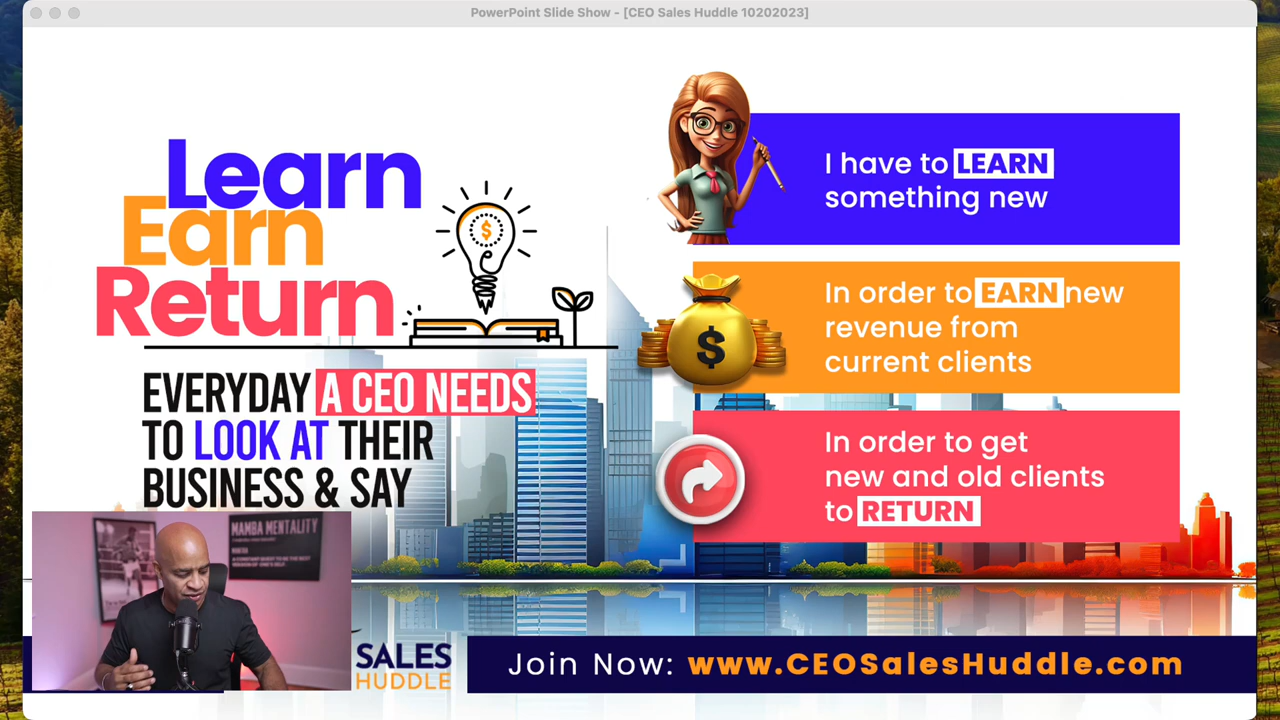 PowerPoint Slide Show - [CEO Sales Huddle 10202023]
Learn
Earn
Return
$
EVERYDAY A CEO NEEDS
TO LOOK AT THEIR
BUSINESS & SAY
I have to LEARN
something new
$
In order to EARN new
revenue from
current clients
In order to get
new and old clients
to RETURN
MAMBA MENTALITY
SALES
HUDDLE
Join Now: www.CEOSalesHuddle.com